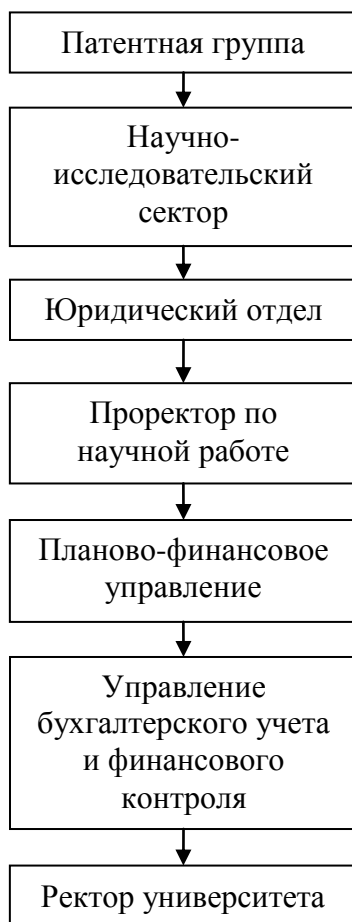 Патентная группа
Научно-
исследовательский
сектор
Юридический отдел
Проректор по
научной работе
Планово-финансовое
управление
Управление
бухгалтерского учета
и финансового
контроля
Ректор университета